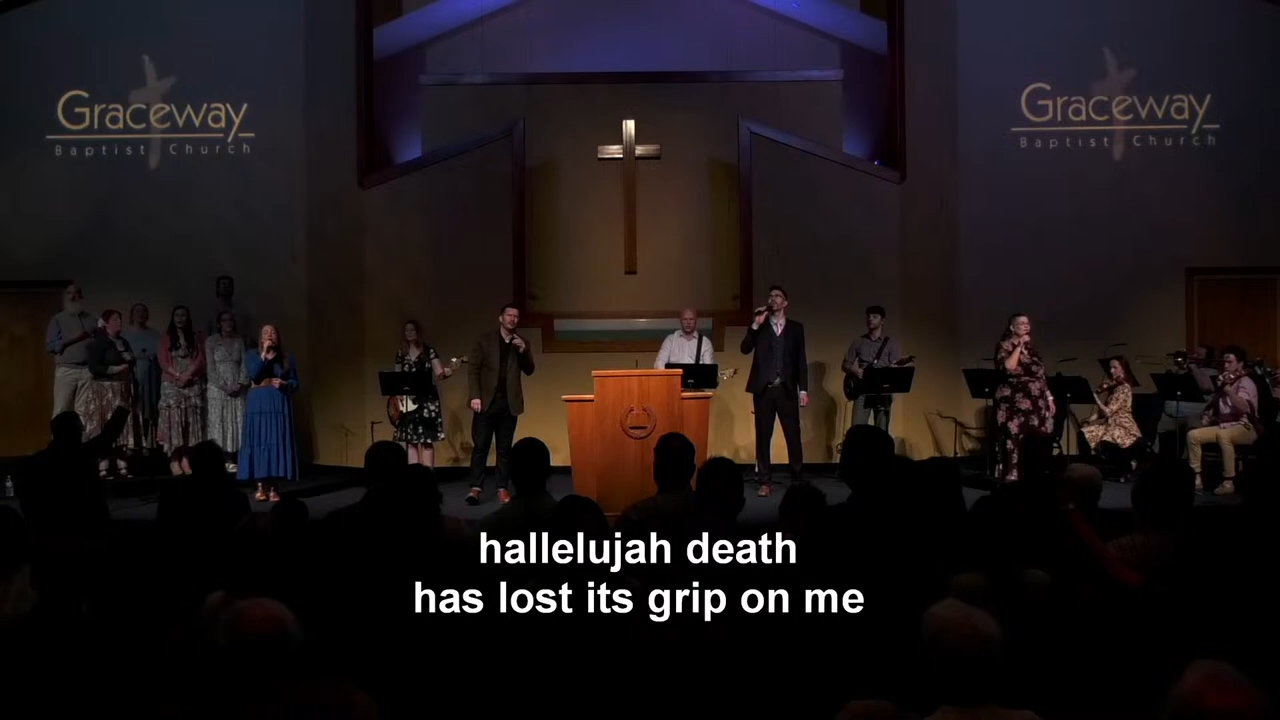 Graceway
Baptist Church
Graceway
Baptist Church
hallelujah death
has lost its grip on me